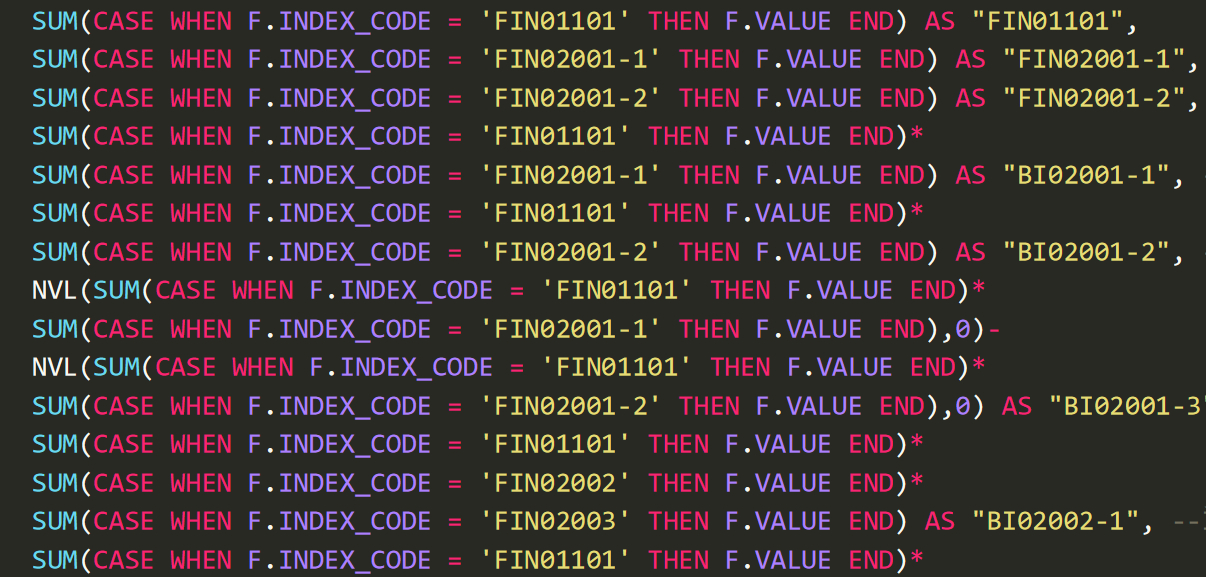 SUM(CASE WHEN F.INDEX_CODE = 'FIN01101' THEN F.VALUE END) AS "FIN01101",
SUM(CASE WHEN F.INDEX_CODE = 'FIN02001-1' THEN F.VALUE END) AS "FIN02001-1",
SUM(CASE WHEN F.INDEX_CODE = 'FIN02001-2' THEN F.VALUE END) AS "FIN02001-2",
SUM(CASE WHEN F.INDEX_CODE = 'FIN01101' THEN F.VALUE END)*
SUM(CASE WHEN F.INDEX_CODE = 'FIN02001-1' THEN F.VALUE END) AS "BI02001-1", -
SUM(CASE WHEN F.INDEX_CODE = 'FIN01101' THEN F.VALUE END)*
SUM(CASE WHEN F.INDEX_CODE = 'FIN02001-2' THEN F.VALUE END) AS "BI02001-2", -
NVL(SUM(CASE WHEN F.INDEX_CODE = 'FIN01101' THEN F.VALUE END)*
SUM(CASE WHEN F.INDEX_CODE = 'FIN02001-1' THEN F.VALUE END),0)-
NVL(SUM(CASE WHEN F.INDEX_CODE = 'FIN01101' THEN F.VALUE END)*
SUM(CASE WHEN F.INDEX_CODE = 'FIN02001-2' THEN F.VALUE END),0) AS "BI02001-3"
SUM(CASE WHEN F.INDEX_CODE = 'FIN01101' THEN F.VALUE END)*
SUM(CASE WHEN F.INDEX_CODE = 'FIN02002' THEN F.VALUE END)*
SUM(CASE WHEN F.INDEX_CODE = 'FIN02003' THEN F.VALUE END) AS "BI02002-1", --
SUM(CASE WHEN F.INDEX_CODE = 'FIN01101' THEN F.VALUE END)*